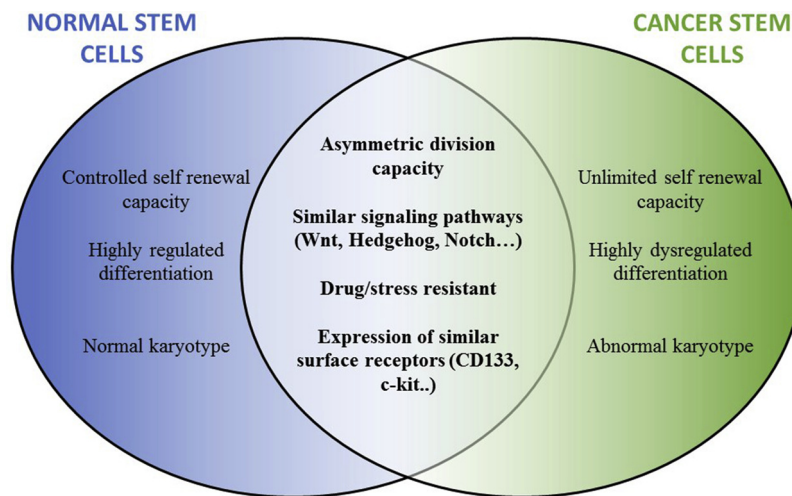 NORMAL STEM
CELLS
CANCER STEM
CELLS
Controlled self renewal
capacity
Highly regulated
differentiation
Normal karyotype
Asymmetric division
capacity
Similar signaling pathways
(Wnt, Hedgehog, Notch…)
Drug/stress resistant
Expression of similar
surface receptors (CD133,
c-kit..)
Unlimited self renewal
capacity
Highly dysregulated
differentiation
Abnormal karyotype